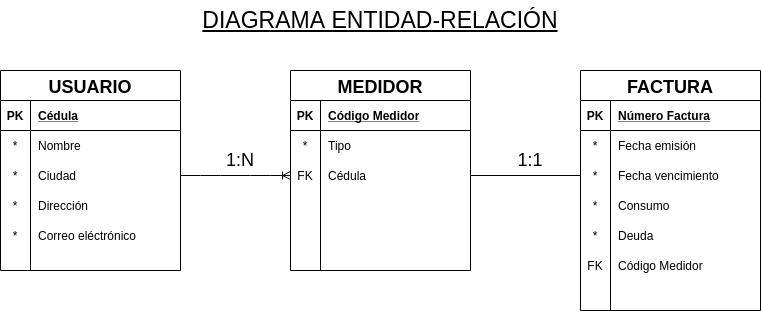 DIAGRAMA ENTIDAD-RELACIÓN
USUARIO
PK Cédula
* Nombre
* Ciudad
* Dirección
* Correo eléctrónico
1:N
MEDIDOR
PK Código Medidor
* Tipo
FK Cédula
1:1
FACTURA
PK Número Factura
* Fecha emisión
* Fecha vencimiento
* Consumo
* Deuda
FK Código Medidor